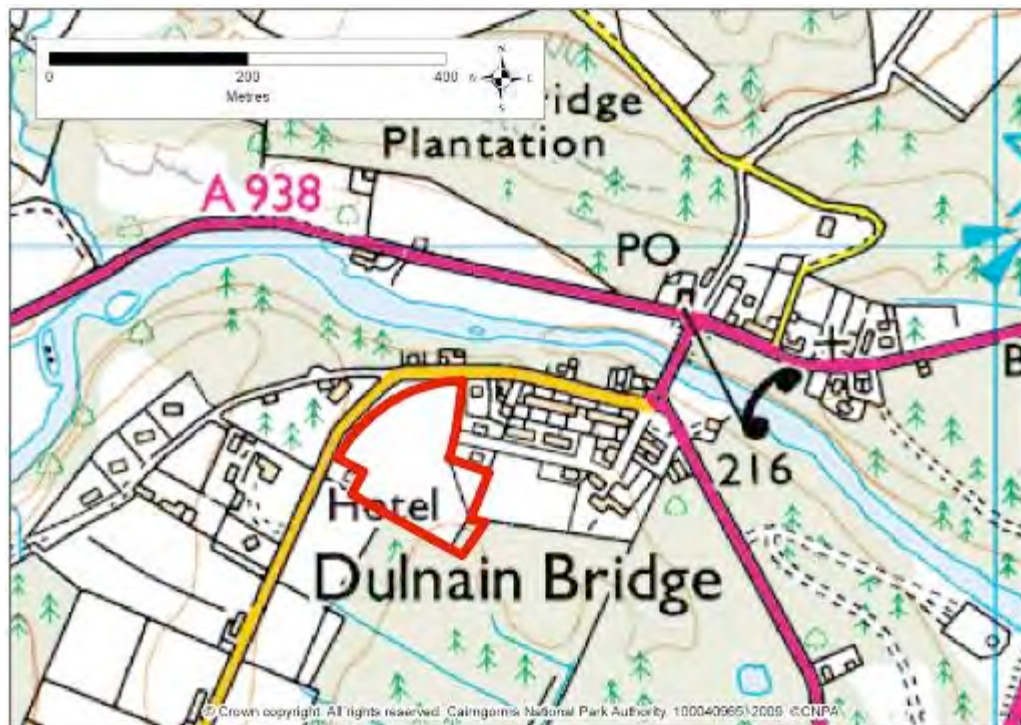 0 200 400
Metres
N
W E
S
ridge
Plantation
A 938
PO
B
216
Hotel
Dulnain Bridge
© Crown copyright. All rights reserved. Cairngorms National Park Authority. 100040965, 2009. ©CNPA